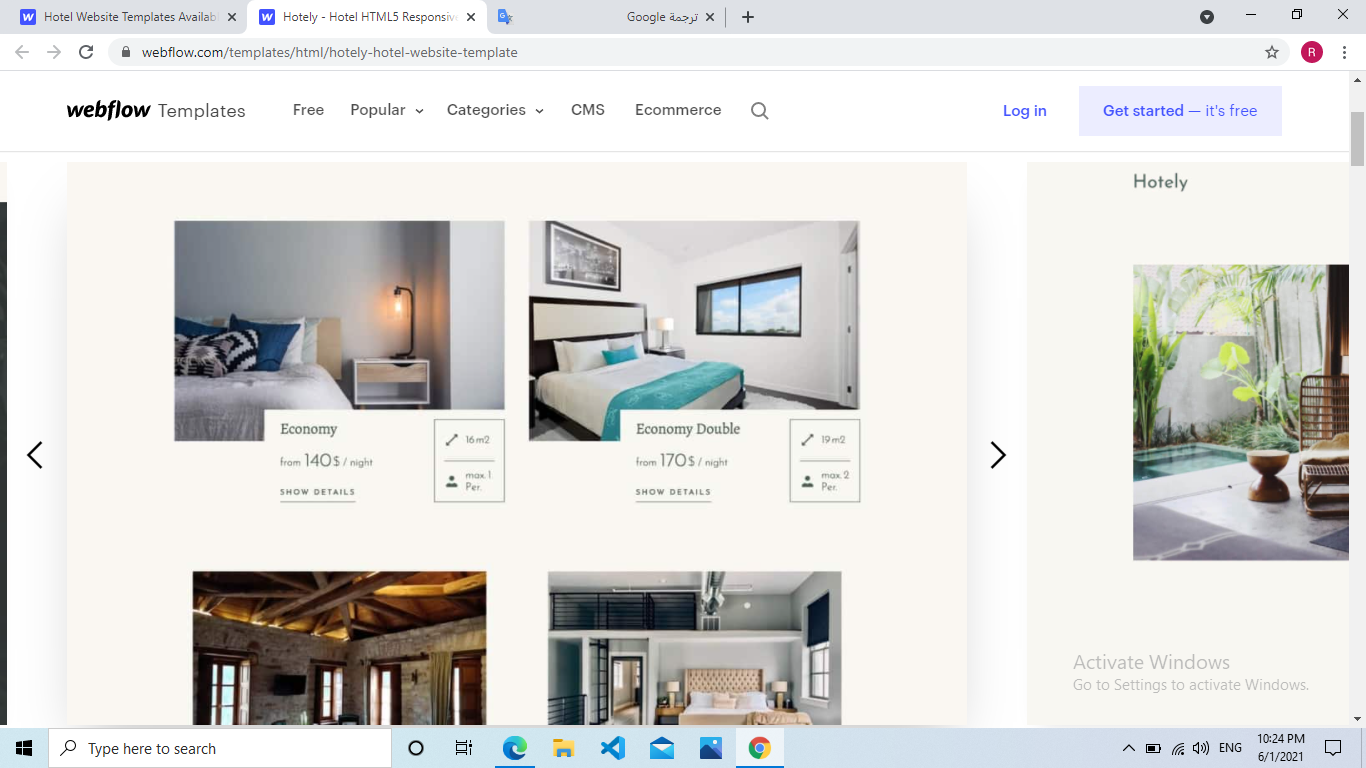 Hotel Website Templates Availab
Hotely - Hotel HTML5 Responsiv
ترجمة Google
webflow.com/templates/html/hotely-hotel-website-template
R
webflow Templates
Free
Popular
Categories
CMS
Ecommerce
Log in
Get started — it's free
Hotely
Economy
from 140$ / night
SHOW DETAILS
16 m2
max. 1
Per.
Economy Double
from 170$ / night
SHOW DETAILS
19 m2
max. 2
Per.
Activate Windows
Go to Settings to activate Windows.
Type here to search
ENG
10:24 PM
6/1/2021